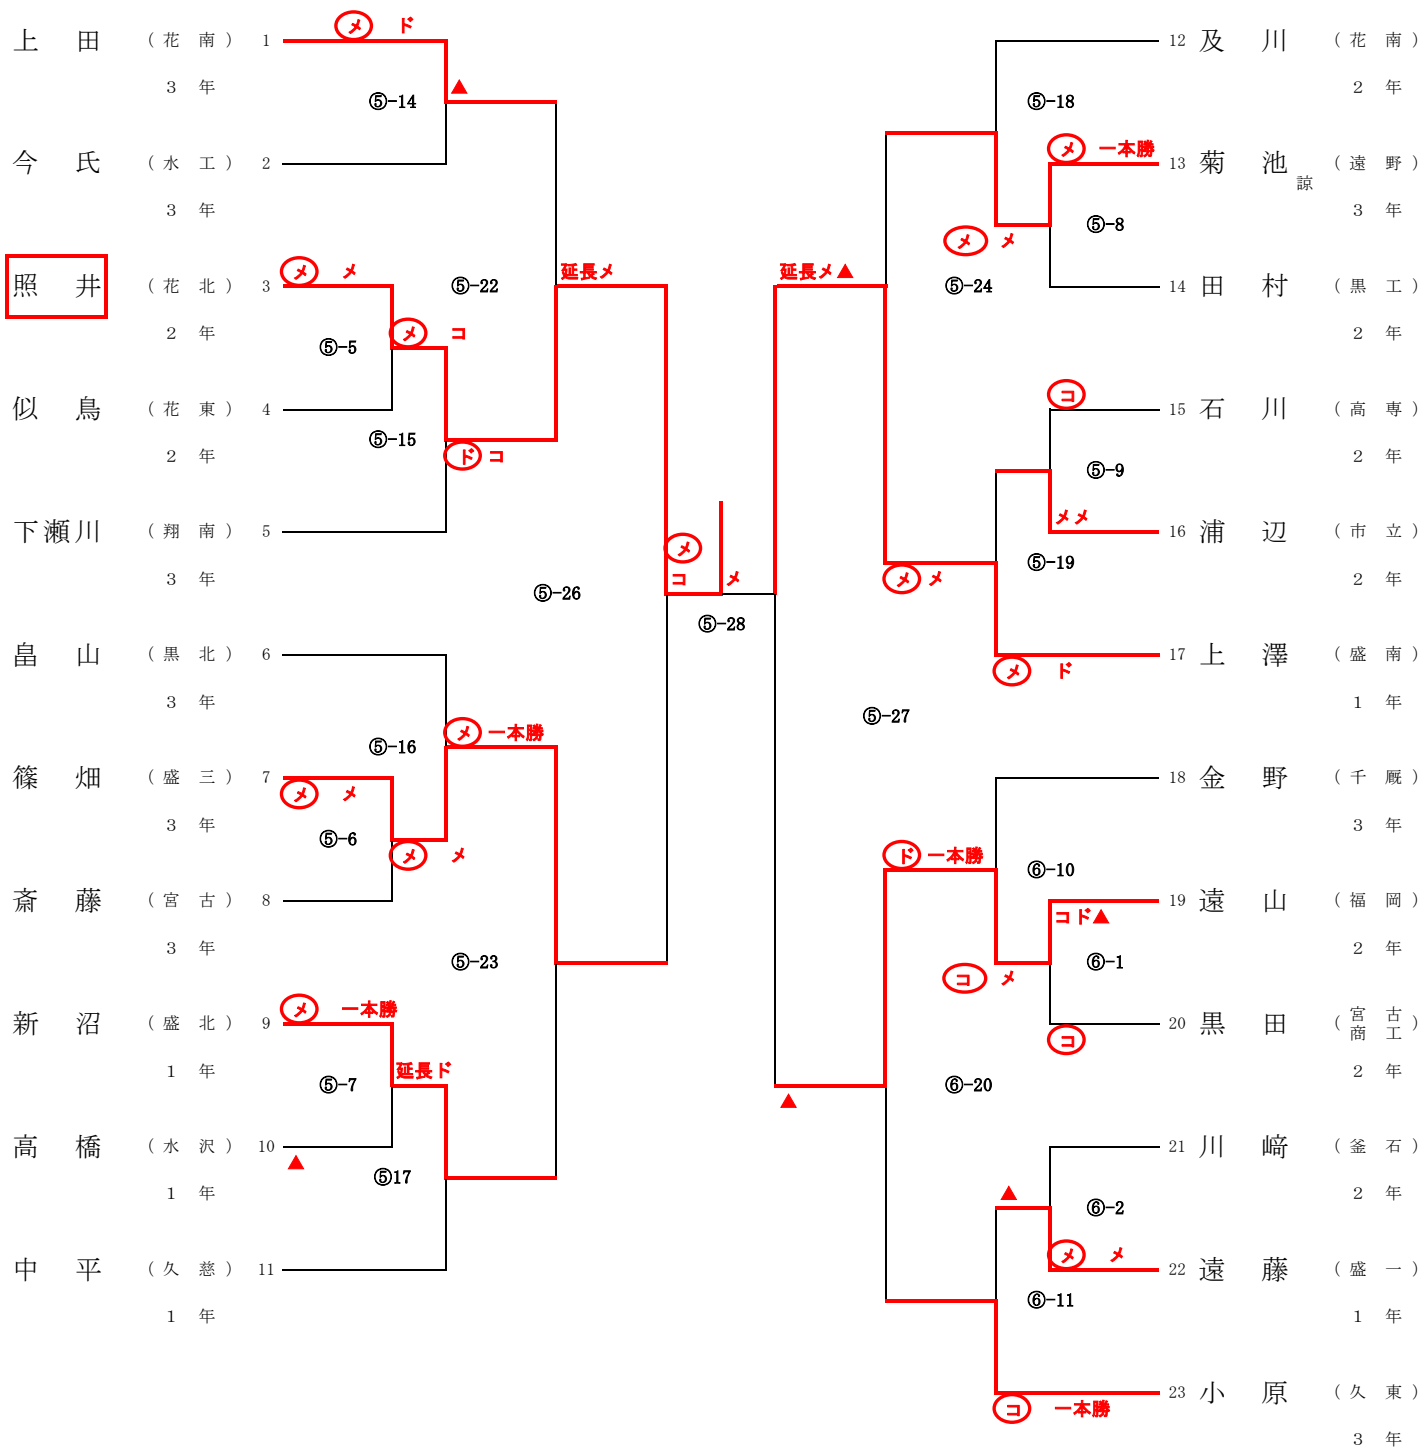 上田 (花南) 1 メ ド
3年
⑤-14 ▲
今氏 (水工) 2
3年
照井 (花北) 3 メ メ
2年
⑤-5 メ コ
⑤-22 延長メ
似鳥 (花東) 4
2年
⑤-15 ド コ
下瀬川 (翔南) 5
3年
⑤-26
メ
コ メ
⑤-28
畠山 (黒北) 6
3年
⑤-16 メ 一本勝
篠畑 (盛三) 7
メ メ
3年
⑤-6 メ メ
斎藤 (宮古) 8
3年
⑤-23
新沼 (盛北) 9 メ 一本勝
1年
⑤-7 延長ド
高橋 (水沢) 10
▲
1年
⑤17
中平 (久慈) 11
1年
12 及川 (花南)
2年
⑤-18
メ 一本勝
13 菊池諒 (遠野)
3年
⑤-8
メ メ
延長メ▲ ⑤-24
14 田村 (黒工)
2年
コ
15 石川 (高専)
2年
⑤-9
メメ
16 浦辺 (市立)
2年
⑤-19
メ メ
17 上澤 (盛南)
メ ド
1年
⑤-27
18 金野 (千厩)
3年
ド 一本勝
⑥-10
19 遠山 (福岡)
コド▲
2年
⑥-1
コ メ
20 黒田 (宮古商工)
コ
2年
⑥-20
▲
21 川﨑 (釜石)
2年
▲
⑥-2
メ メ
22 遠藤 (盛一)
1年
⑥-11
23 小原 (久東)
コ 一本勝
3年